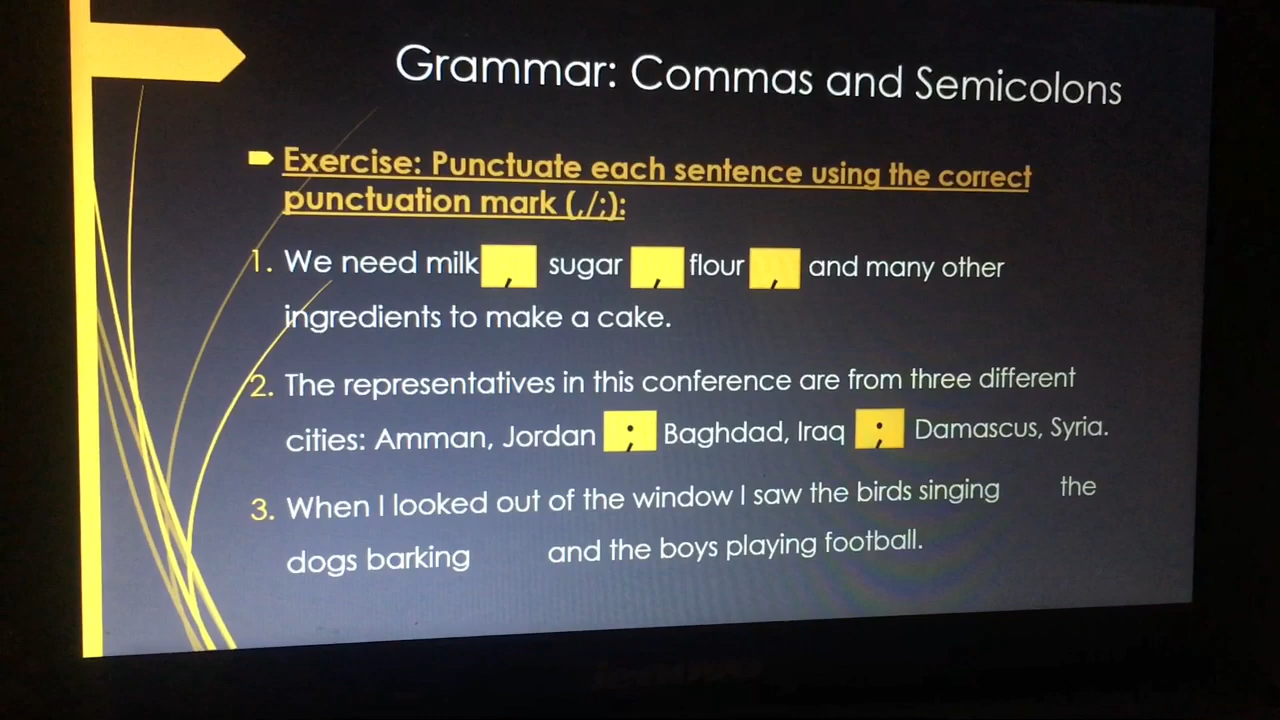 Grammar: Commas and Semicolons
Exercise: Punctuate each sentence using the correct
punctuation mark (,/;):
1. We need milk , sugar , flour , and many other
ingredients to make a cake.
2. The representatives in this conference are from three different
cities: Amman, Jordan ; Baghdad, Iraq ; Damascus, Syria.
3. When I looked out of the window I saw the birds singing the
dogs barking and the boys playing football.